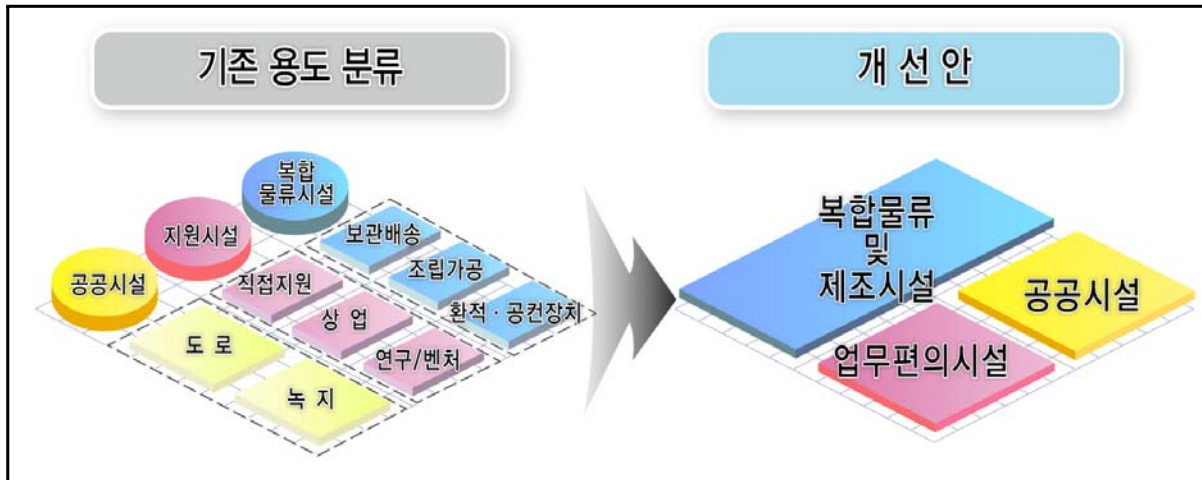 기존 용도 분류
개 선 안
복합
물류시설
지원시설
공공시설
보관배송
조립가공
환적·공컨장치
직접지원
상 업
연구/벤처
도 로
녹 지
복합물류
및
제조시설
공공시설
업무편의시설